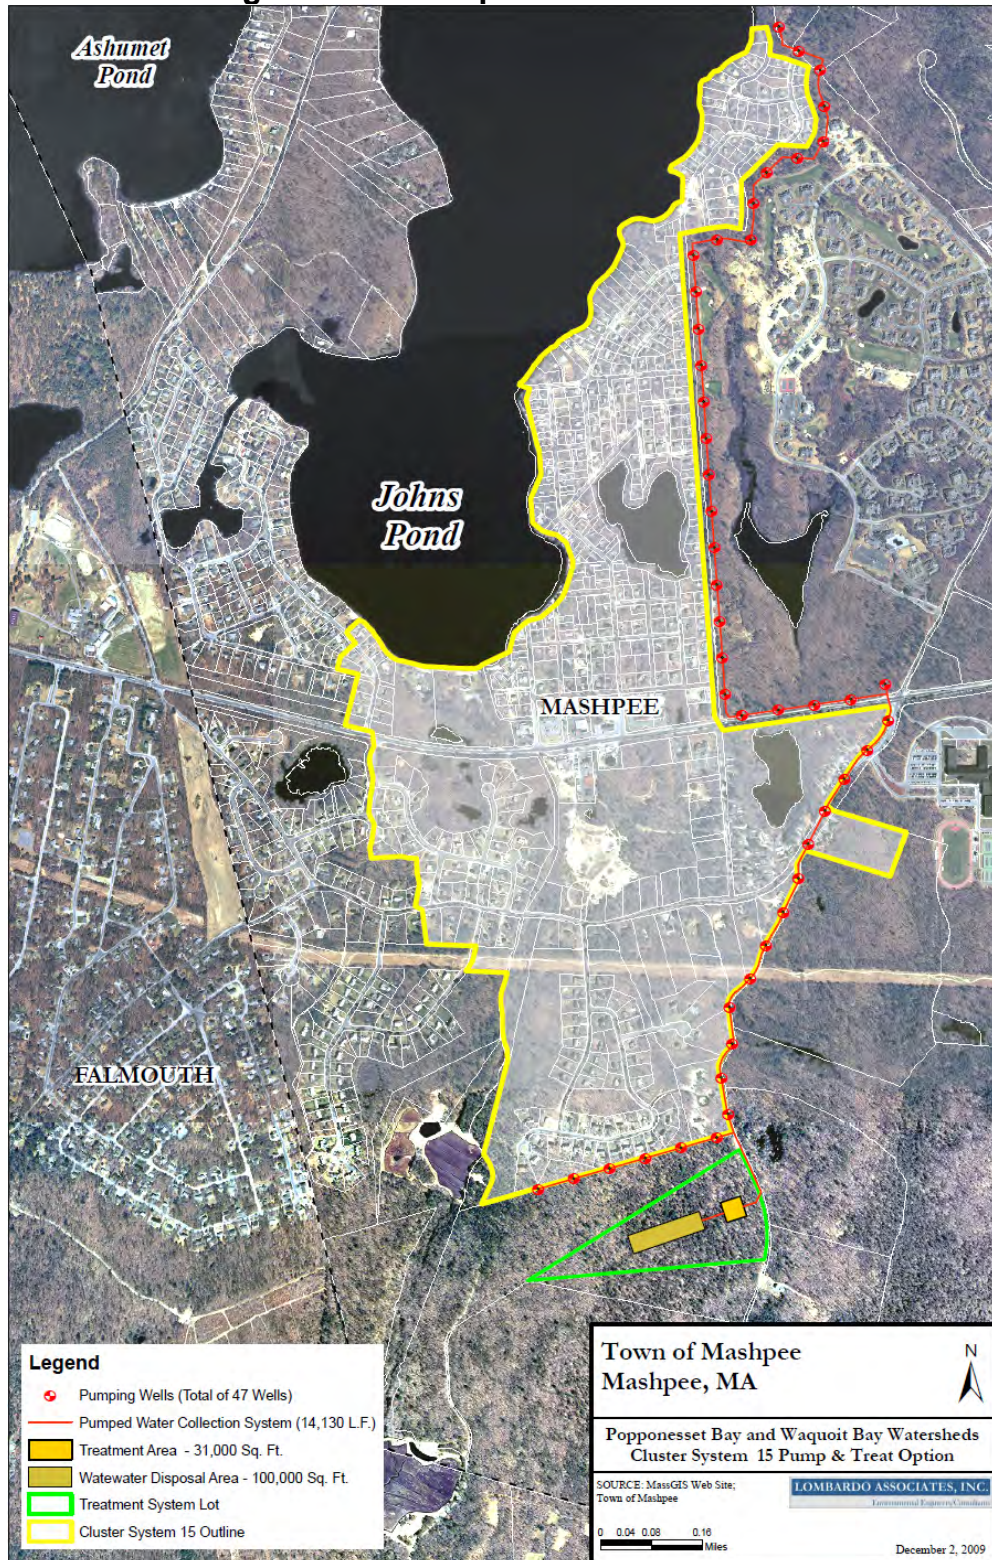 Ashumet
Pond
Johns
Pond
MASHPEE
FALMOUTH
Legend
Pumping Wells (Total of 47 Wells)
Pumped Water Collection System (14,130 L.F.)
Treatment Area - 31,000 Sq. Ft.
Watewater Disposal Area - 100,000 Sq. Ft.
Treatment System Lot
Cluster System 15 Outline
Town of Mashpee
Mashpee, MA
N
Popponesset Bay and Waquoit Bay Watersheds
Cluster System 15 Pump & Treat Option
SOURCE: MassGIS Web Site;
Town of Mashpee
LOMBARDO ASSOCIATES, INC.
Environmental Engineers/Consultants
0 0.04 0.08 0.16
Miles
December 2, 2009